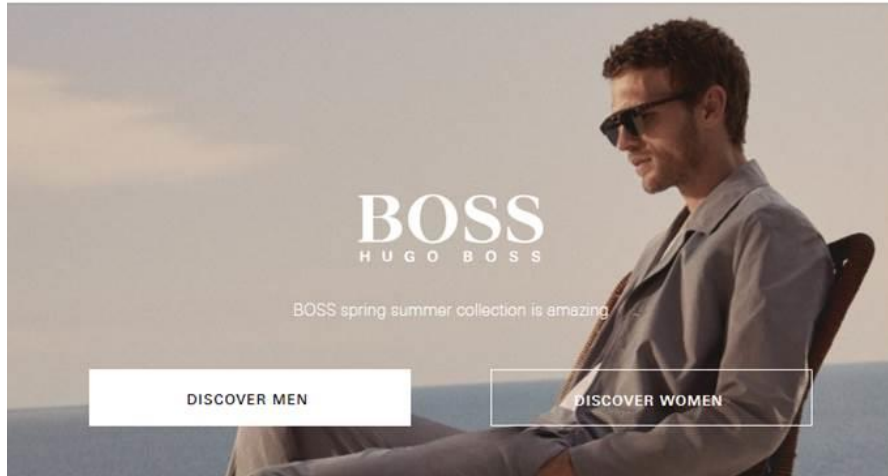 BOSS
HUGO BOSS
BOSS spring summer collection is amazing
DISCOVER MEN
DISCOVER WOMEN